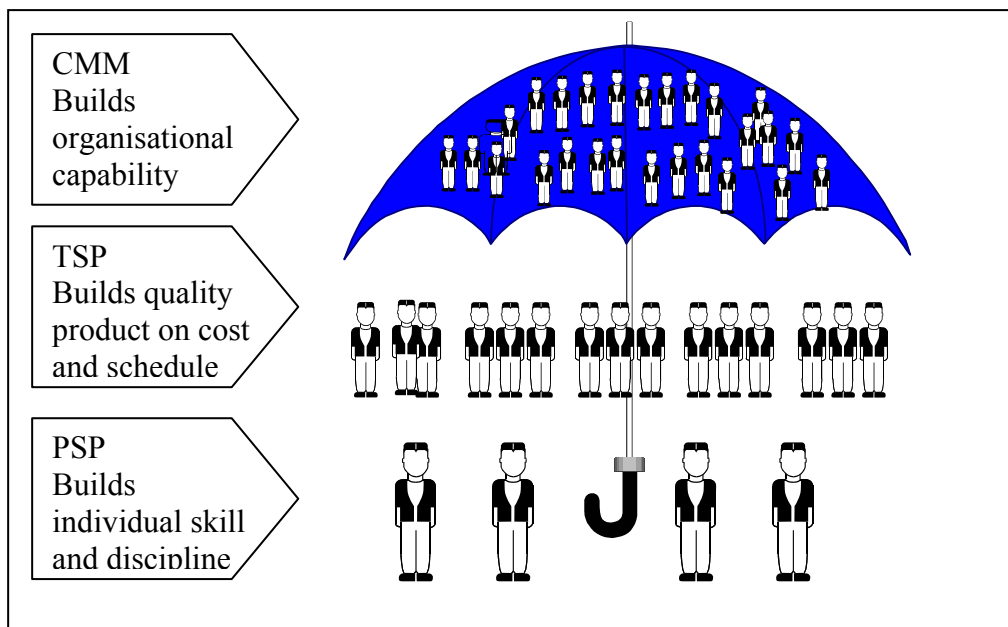 CMM
Builds
organisational
capability
TSP
Builds quality
product on cost
and schedule
PSP
Builds
individual skill
and discipline